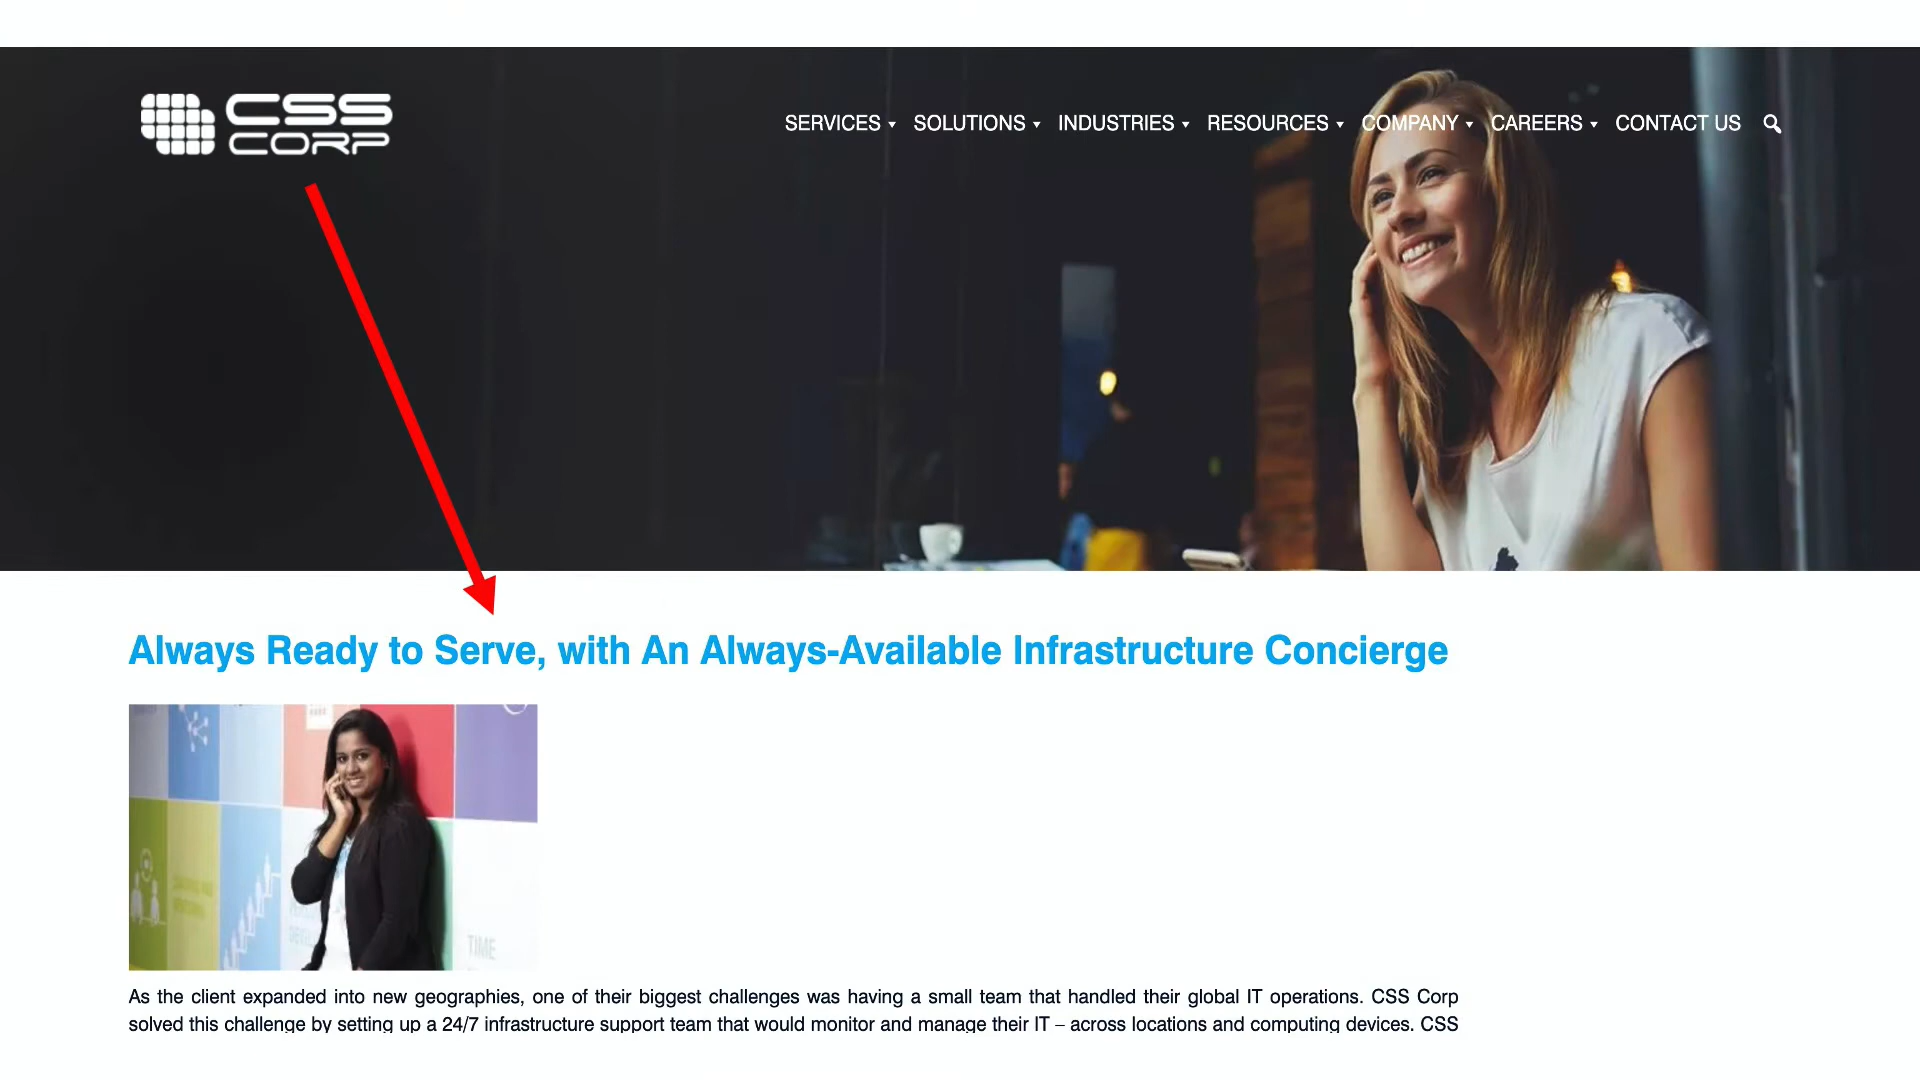 CSS
CORP
SERVICES SOLUTIONS INDUSTRIES RESOURCES COMPANY CAREERS CONTACT US
Always Ready to Serve, with An Always-Available Infrastructure Concierge
TIME
As the client expanded into new geographies, one of their biggest challenges was having a small team that handled their global IT operations. CSS Corp
solved this challenge by setting up a 24/7 infrastructure support team that would monitor and manage their IT – across locations and computing devices. CSS